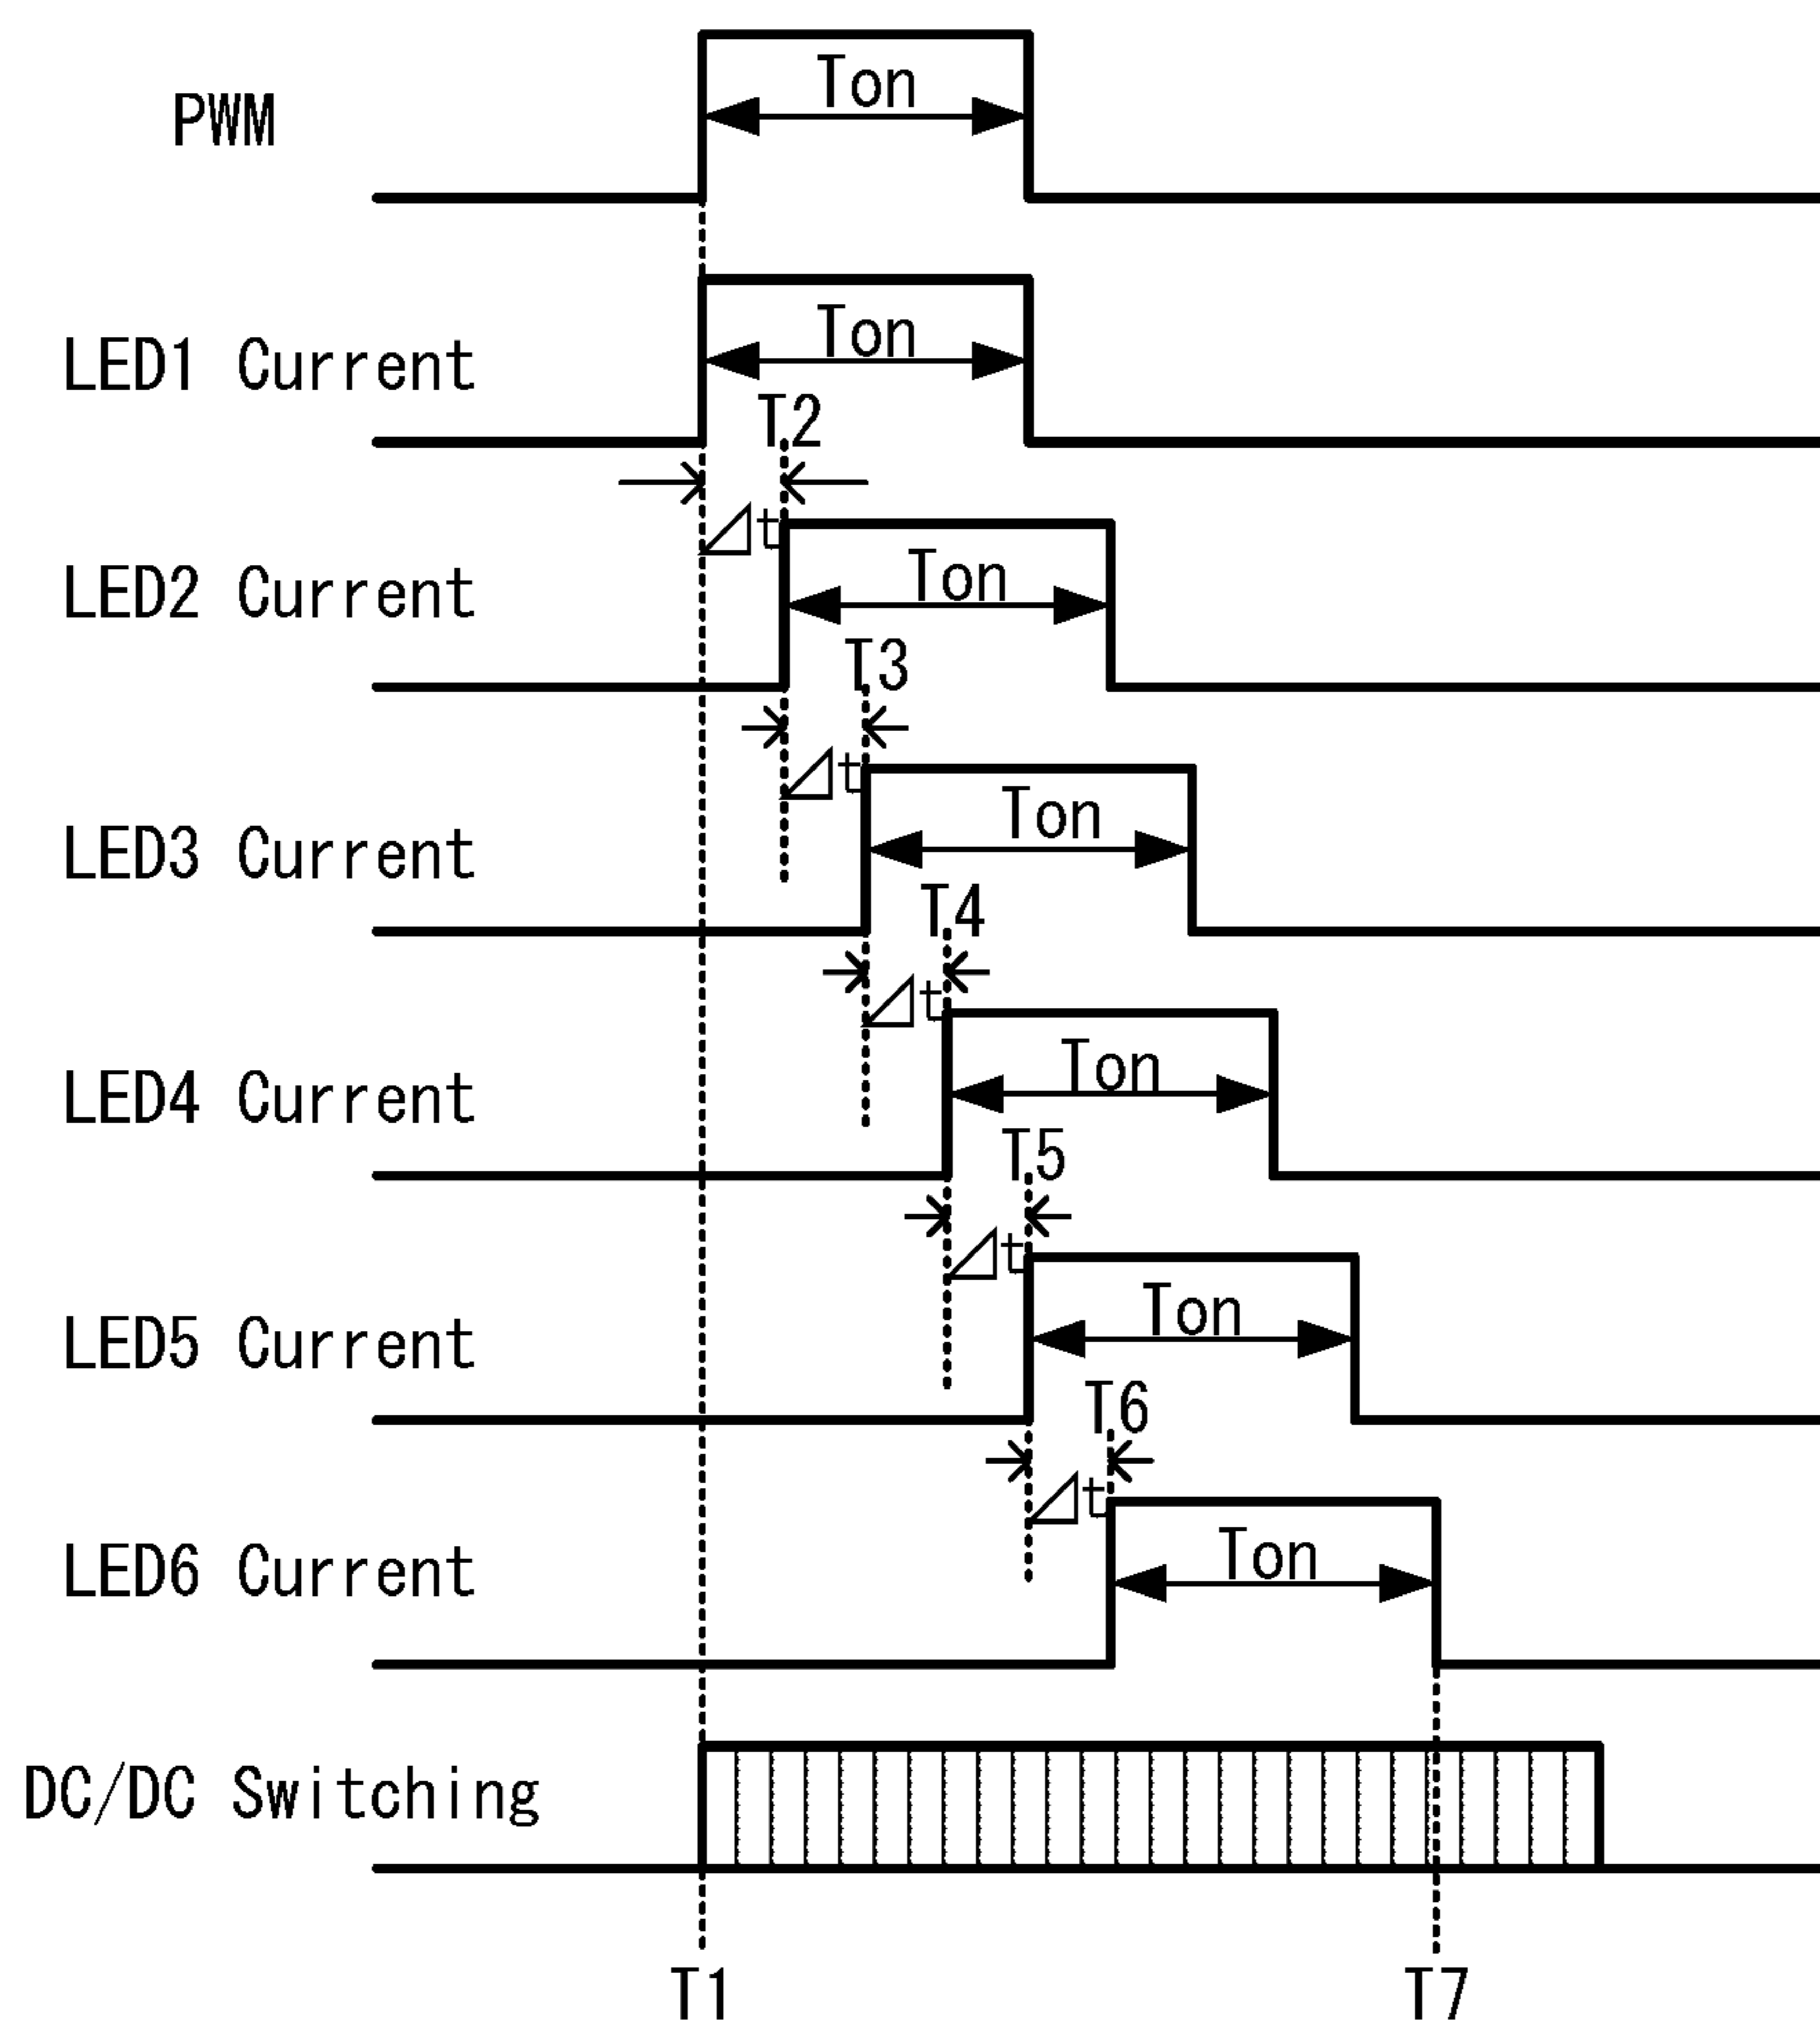 PWM
Ton
LED1 Current
Ton
T2
⊿t
LED2 Current
Ton
T3
⊿t
LED3 Current
Ton
T4
⊿t
LED4 Current
Ton
T5
⊿t
LED5 Current
Ton
T6
⊿t
LED6 Current
Ton
DC/DC Switching
T1
T7